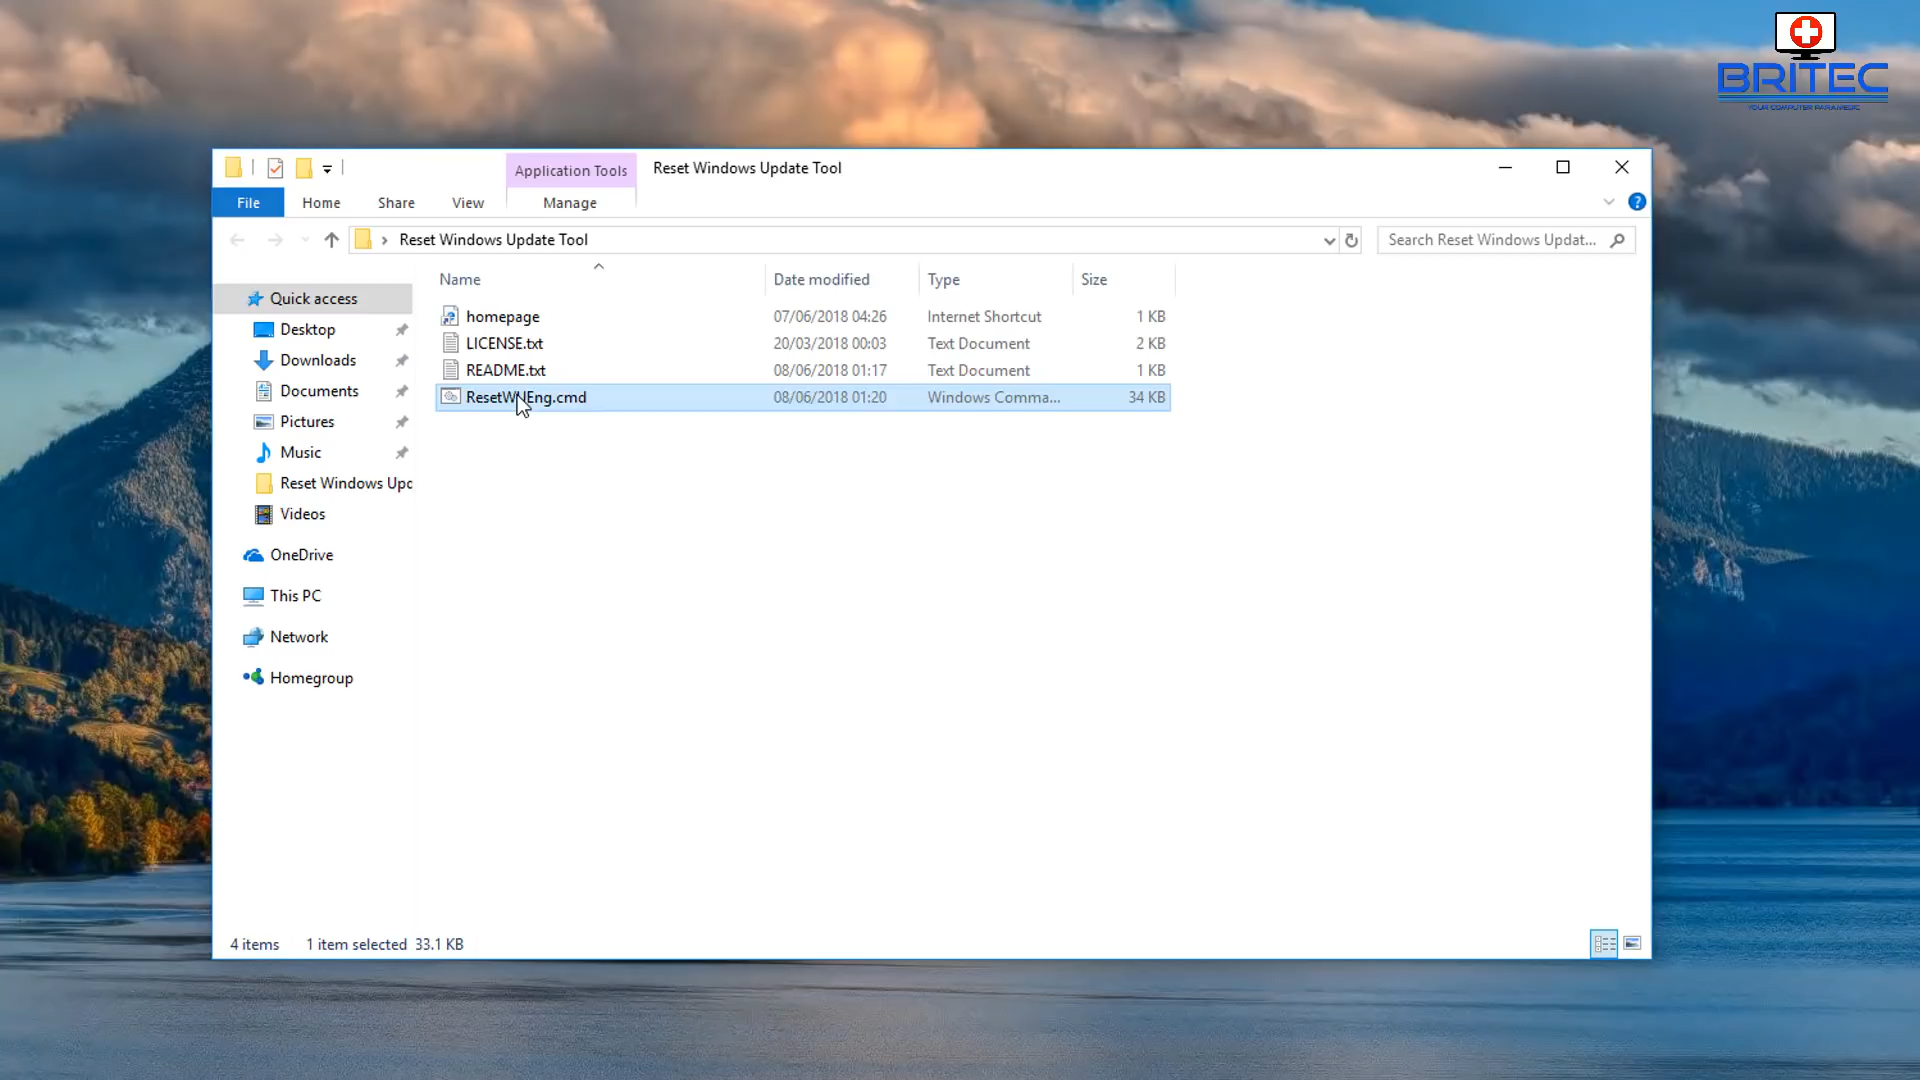 BRITEC
YOUR COMPUTER PARAMEDIC
Application Tools
Reset Windows Update Tool
File
Home
Share
View
Manage
Reset Windows Update Tool
Search Reset Windows Updat...
Name
Date modified
Type
Size
Quick access
Desktop
Downloads
Documents
Pictures
Music
Reset Windows Upd
Videos
OneDrive
This PC
Network
Homegroup
homepage 07/06/2018 04:26 Internet Shortcut 1 KB
LICENSE.txt 20/03/2018 00:03 Text Document 2 KB
README.txt 08/06/2018 01:17 Text Document 1 KB
ResetWUEng.cmd 08/06/2018 01:20 Windows Comma... 34 KB
4 items 1 item selected 33.1 KB